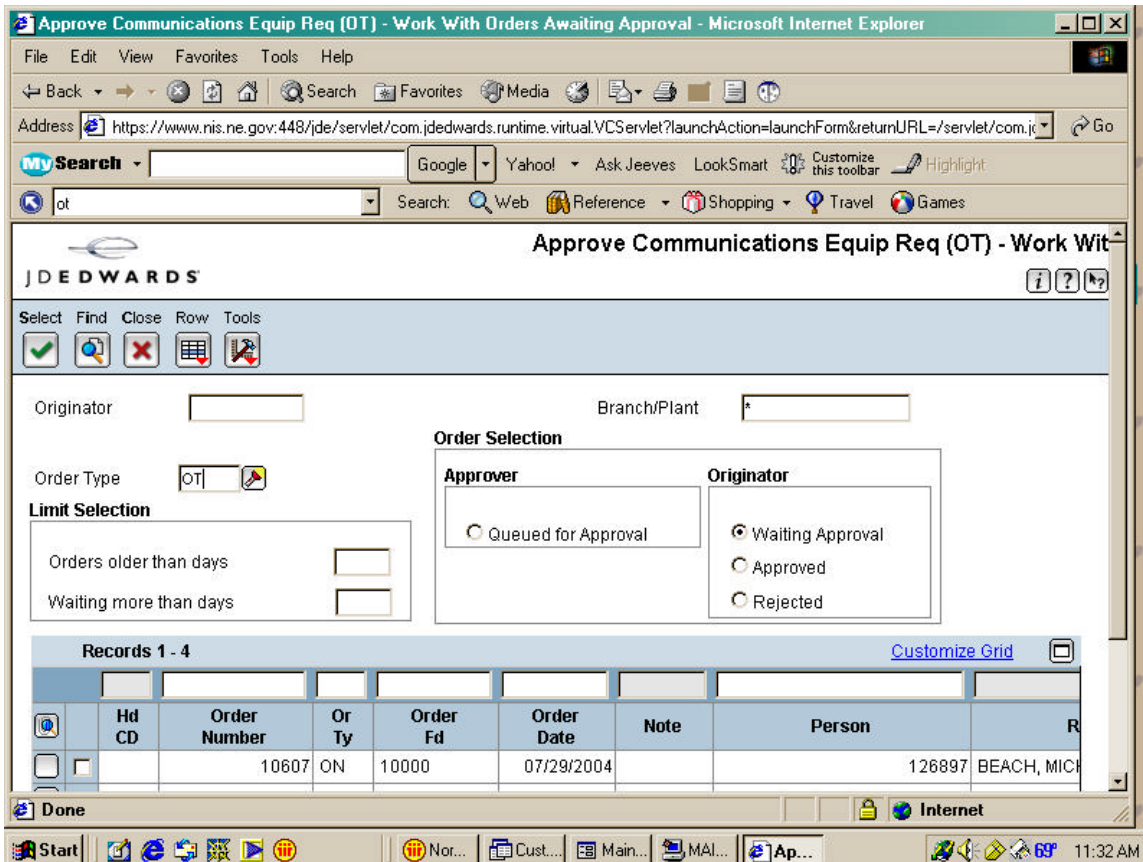 Approve Communications Equip Req (OT) - Work With Orders Awaiting Approval - Microsoft Internet Explorer
File Edit View Favorites Tools Help
Back Search Favorites Media
Address https://www.nis.ne.gov:448/jde/servlet/com.jdedwards.runtime.virtual.VCServlet?launchAction=launchForm&returnURL=/servlet/com.j Go
My Search Google Yahoo! Ask Jeeves LookSmart Customize this toolbar Highlight
ot Search: Web Reference Shopping Travel Games
Approve Communications Equip Req (OT) - Work Wit
JDEDWARDS
i ? ?
Select Find Close Row Tools
Originator Branch/Plant *
Order Selection
Order Type OT Approver Originator
Limit Selection
Queued for Approval Waiting Approval
Orders older than days Approved
Waiting more than days Rejected
Records 1 - 4 Customize Grid
Hd CD Order Number Or Ty Order Fd Order Date Note Person R
10607 ON 10000 07/29/2004 126897 BEACH, MICH
Done Internet
Start Nor... Cust.... Main... MAI... Ap... 69° 11:32 AM